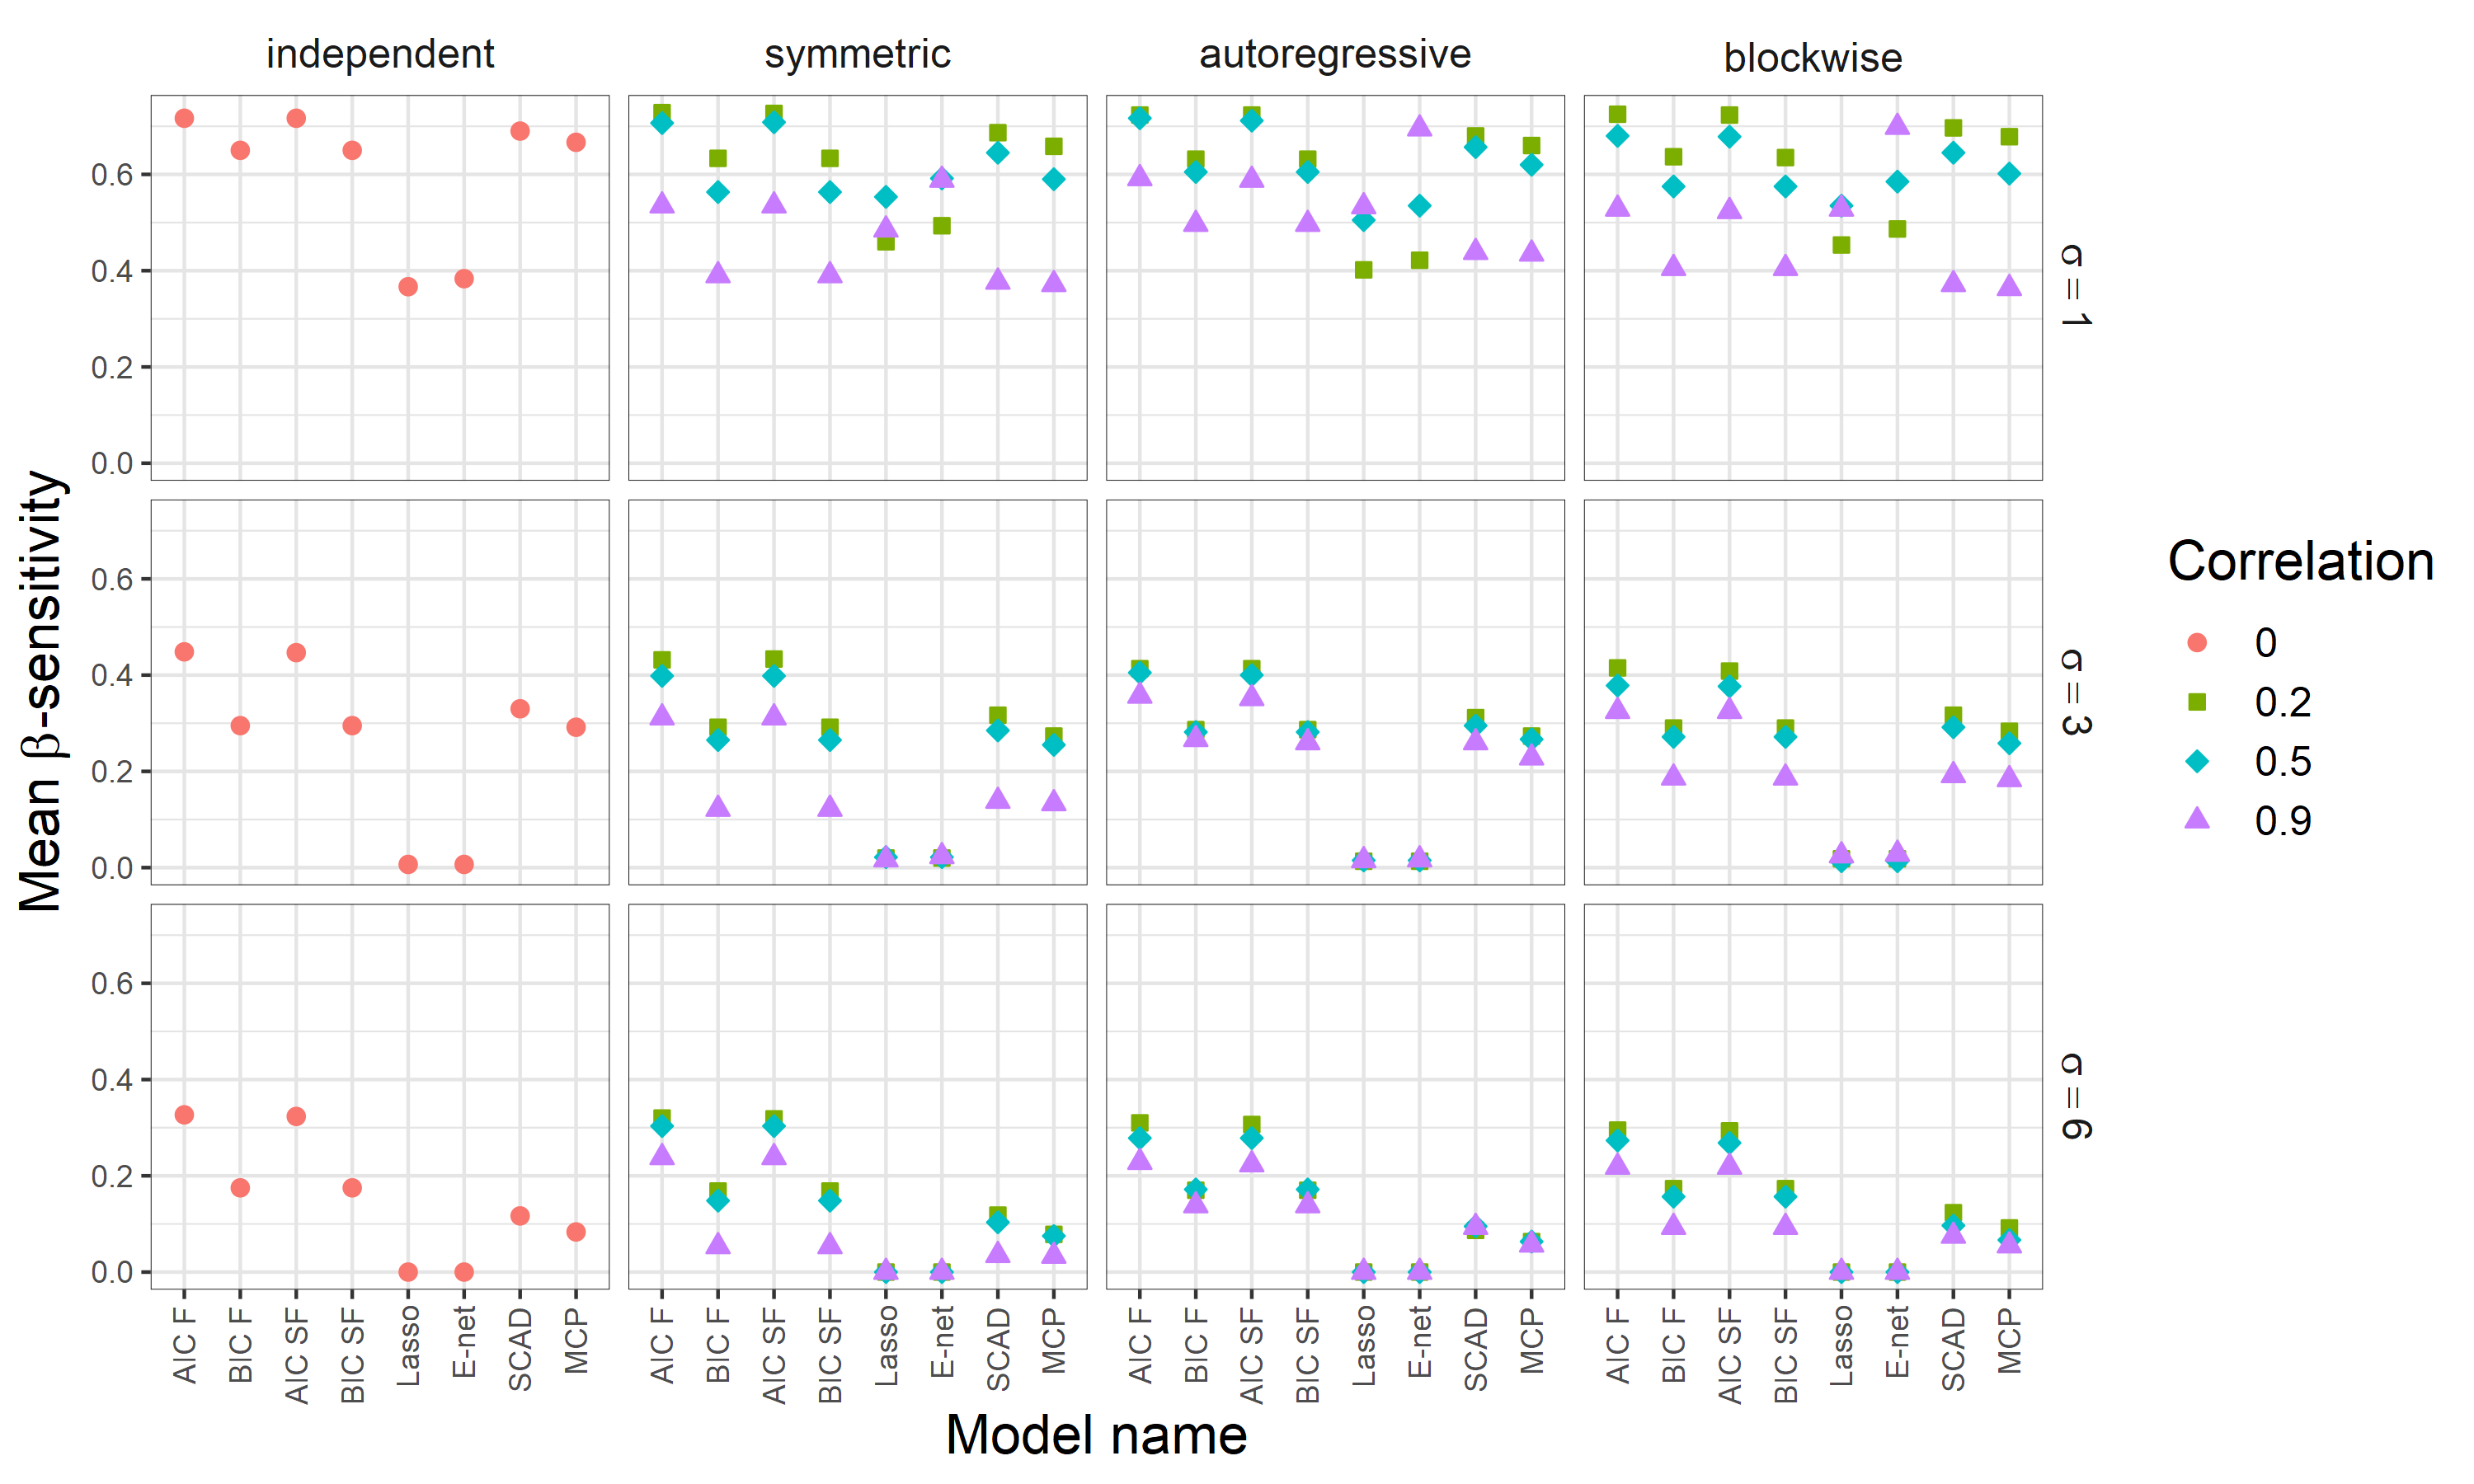 independent symmetric autoregressive blockwise
0.6
0.4
0.2
0.0
σ = 1
0.6
0.4
0.2
0.0
σ = 3
0.6
0.4
0.2
0.0
σ = 6
Mean β-sensitivity
AIC F BIC F AIC SF BIC SF Lasso E-net SCAD MCP AIC F BIC F AIC SF BIC SF Lasso E-net SCAD MCP AIC F BIC F AIC SF BIC SF Lasso E-net SCAD MCP AIC F BIC F AIC SF BIC SF Lasso E-net SCAD MCP
Model name
Correlation
0
0.2
0.5
0.9